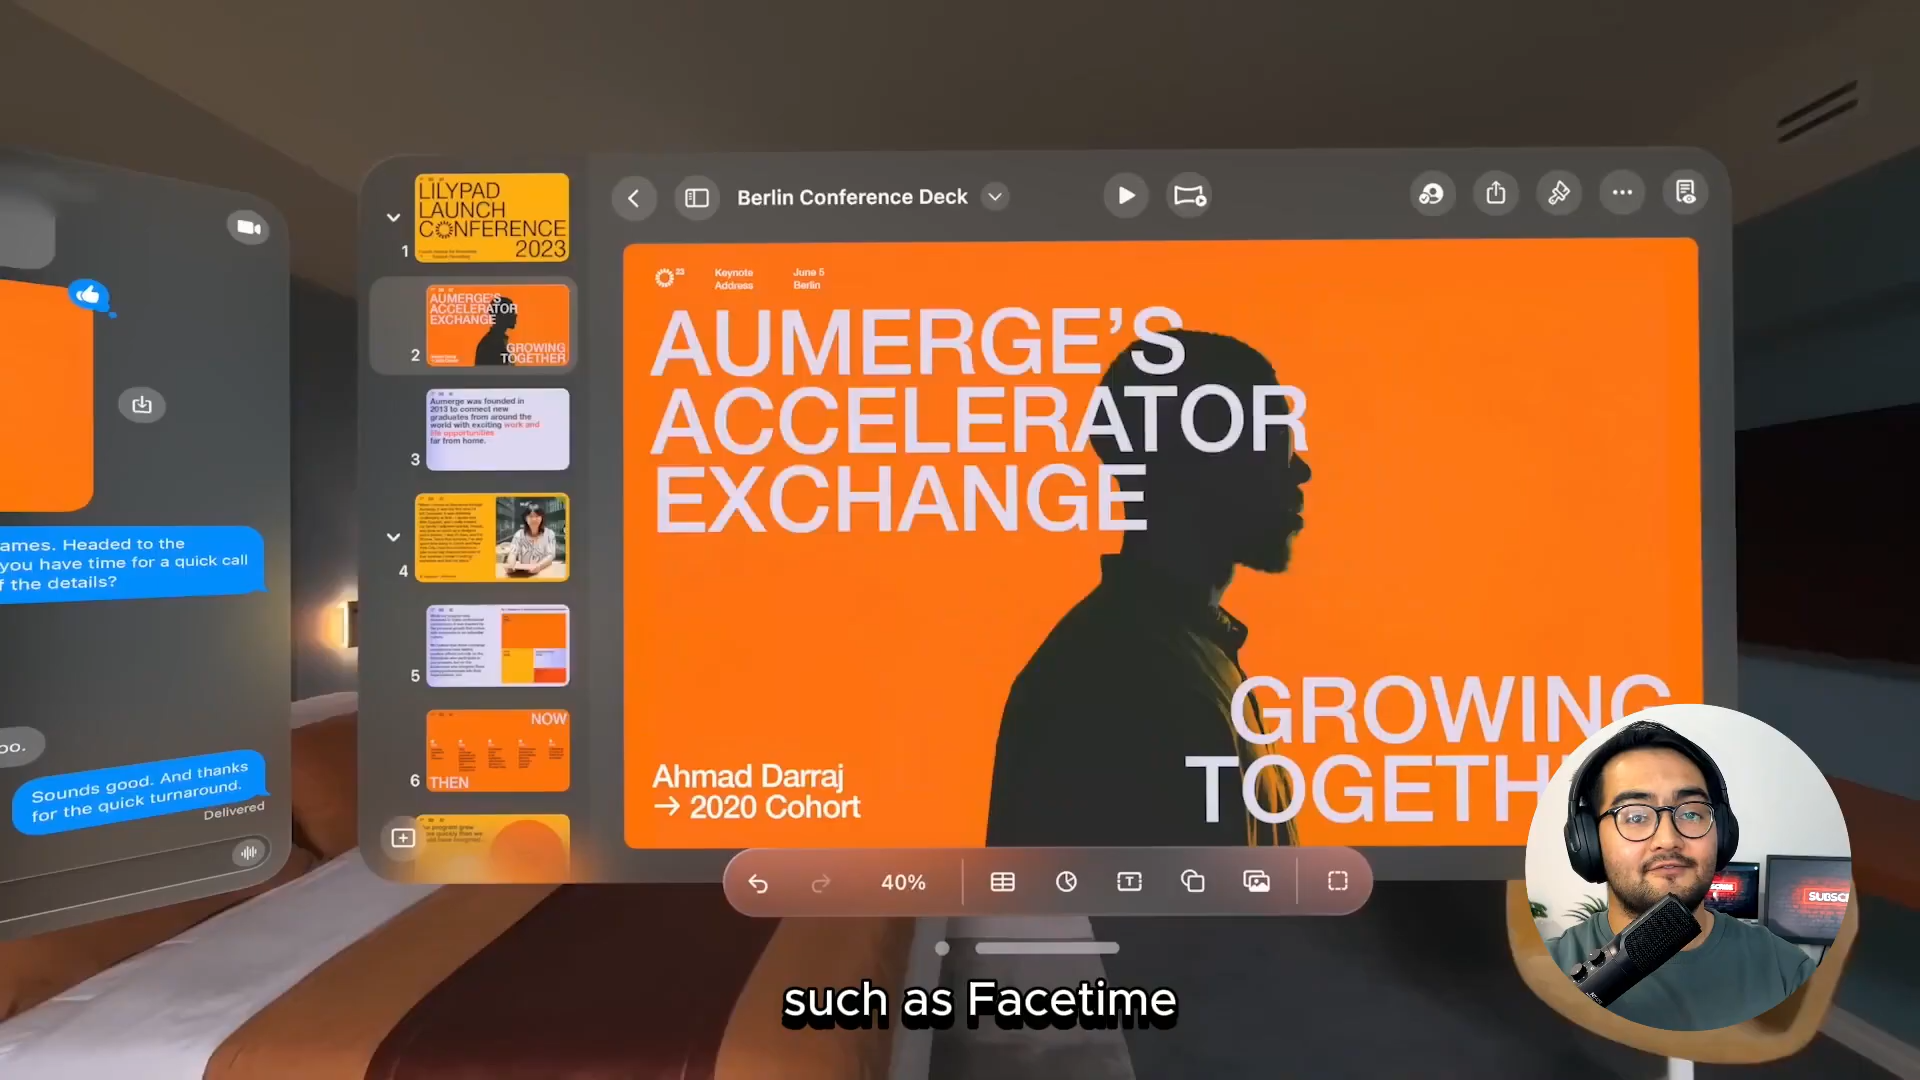 ames. Headed to the
you have time for a quick call
f the details?
oo.
Sounds good. And thanks
for the quick turnaround.
Delivered
LILYPAD
LAUNCH
CONFERENCE
2023
1
AUMERGE'S
ACCELERATOR
EXCHANGE
GROWING
TOGETHER
2
Aumerge was founded in
2013 to connect new
graduates from around the
world with exciting work and
life opportunities
far from home.
3
4
5
NOW
THEN
6
Berlin Conference Deck
23
Keynote
Address
June 5
Berlin
AUMERGE’S
ACCELERATOR
EXCHANGE
GROWING
TOGETH
Ahmad Darraj
→ 2020 Cohort
40%
such as Facetime
SUBSC